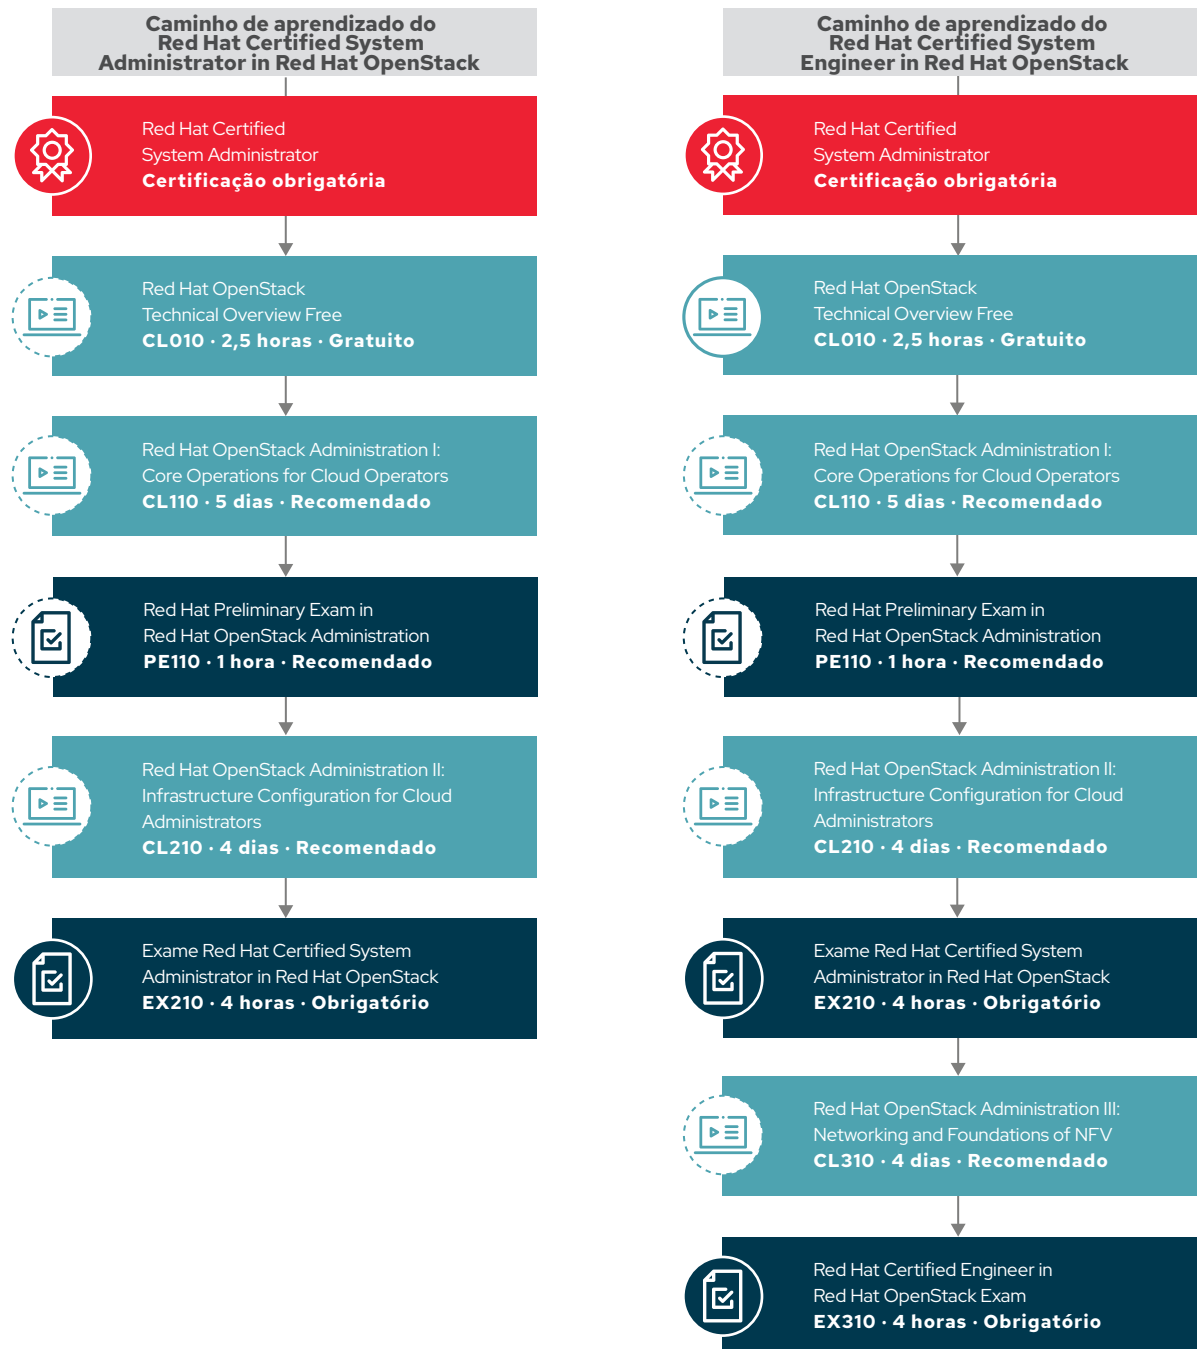 Caminho de aprendizado do
Red Hat Certified System
Administrator in Red Hat OpenStack
Red Hat Certified
System Administrator
Certificação obrigatória
Red Hat OpenStack
Technical Overview Free
CL010 · 2,5 horas · Gratuito
Red Hat OpenStack Administration I:
Core Operations for Cloud Operators
CL110 · 5 dias · Recomendado
Red Hat Preliminary Exam in
Red Hat OpenStack Administration
PE110 · 1 hora · Recomendado
Red Hat OpenStack Administration II:
Infrastructure Configuration for Cloud
Administrators
CL210 · 4 dias · Recomendado
Exame Red Hat Certified System
Administrator in Red Hat OpenStack
EX210 · 4 horas · Obrigatório
Caminho de aprendizado do
Red Hat Certified System
Engineer in Red Hat OpenStack
Red Hat Certified
System Administrator
Certificação obrigatória
Red Hat OpenStack
Technical Overview Free
CL010 · 2,5 horas · Gratuito
Red Hat OpenStack Administration I:
Core Operations for Cloud Operators
CL110 · 5 dias · Recomendado
Red Hat Preliminary Exam in
Red Hat OpenStack Administration
PE110 · 1 hora · Recomendado
Red Hat OpenStack Administration II:
Infrastructure Configuration for Cloud
Administrators
CL210 · 4 dias · Recomendado
Exame Red Hat Certified System
Administrator in Red Hat OpenStack
EX210 · 4 horas · Obrigatório
Red Hat OpenStack Administration III:
Networking and Foundations of NFV
CL310 · 4 dias · Recomendado
Red Hat Certified Engineer in
Red Hat OpenStack Exam
EX310 · 4 horas · Obrigatório